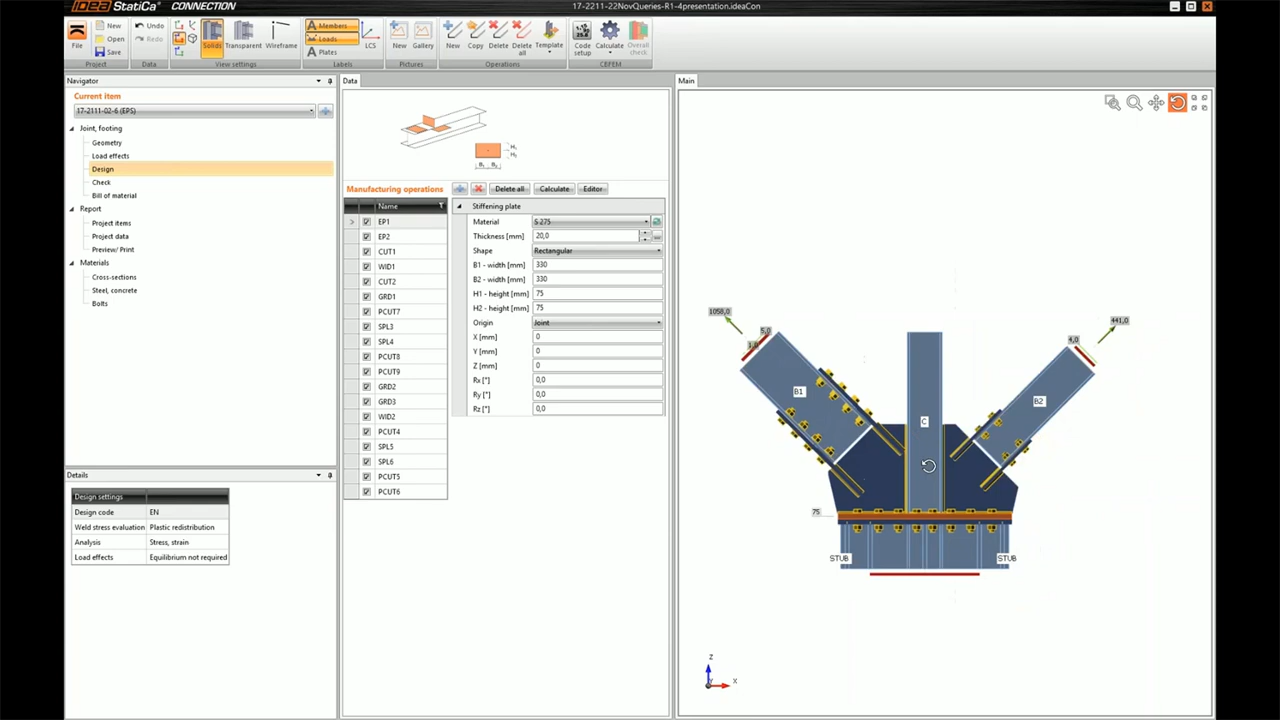 IDEA StatiCa® CONNECTION
17-2211-22NovQueries-R1-4presentation.ideaCon
File
New
Open
Save
Project
Undo
Redo
Data
Solids
Transparent
Wireframe
View settings
Members
Loads
Plates
LCS
Labels
New
Gallery
Pictures
New
Copy
Delete
Delete all
Template
Operations
Code setup
Calculate
Overall check
CBFEM
Navigator
Current item
17-2111-02-6 (EPS)
Joint, footing
Geometry
Load effects
Design
Check
Bill of material
Report
Project items
Project data
Preview/ Print
Materials
Cross-sections
Steel, concrete
Bolts
Details
Design settings
Design code EN
Weld stress evaluation Plastic redistribution
Analysis Stress, strain
Load effects Equilibrium not required
Data
H₁
H₂
B₁ B₂
Manufacturing operations
Delete all
Calculate
Editor
Name
EP1
EP2
CUT1
WID1
CUT2
GRD1
PCUT7
SPL3
SPL4
PCUT8
PCUT9
GRD2
GRD3
WID2
PCUT4
SPL5
SPL6
PCUT5
PCUT6
Stiffening plate
Material S 275
Thickness [mm] 20,0
Shape Rectangular
B1 - width [mm] 330
B2 - width [mm] 330
H1 - height [mm] 75
H2 - height [mm] 75
Origin Joint
X [mm] 0
Y [mm] 0
Z [mm] 0
Rx [°] 0,0
Ry [°] 0,0
Rz [°] 0,0
Main
1058,0
5,0
441,0
4,0
B1
B2
C
75
STUB
STUB
Z
Y
X